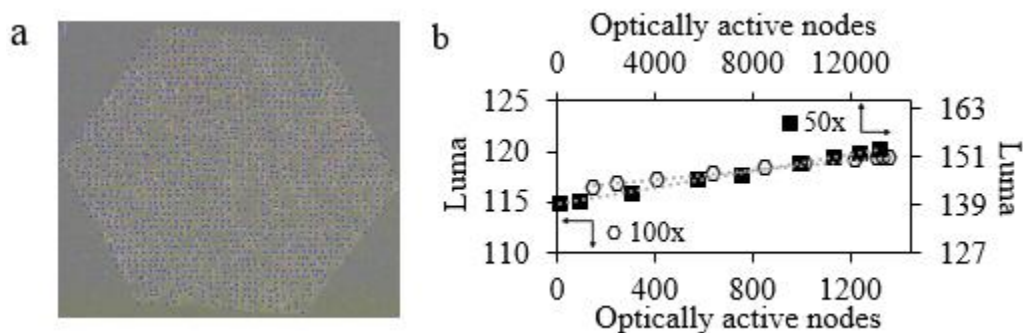 a
b
Optically active nodes
0 4000 8000 12000
125 163
50x
120 151
Luma Luma
115 139
100x
110 127
0 400 800 1200
Optically active nodes